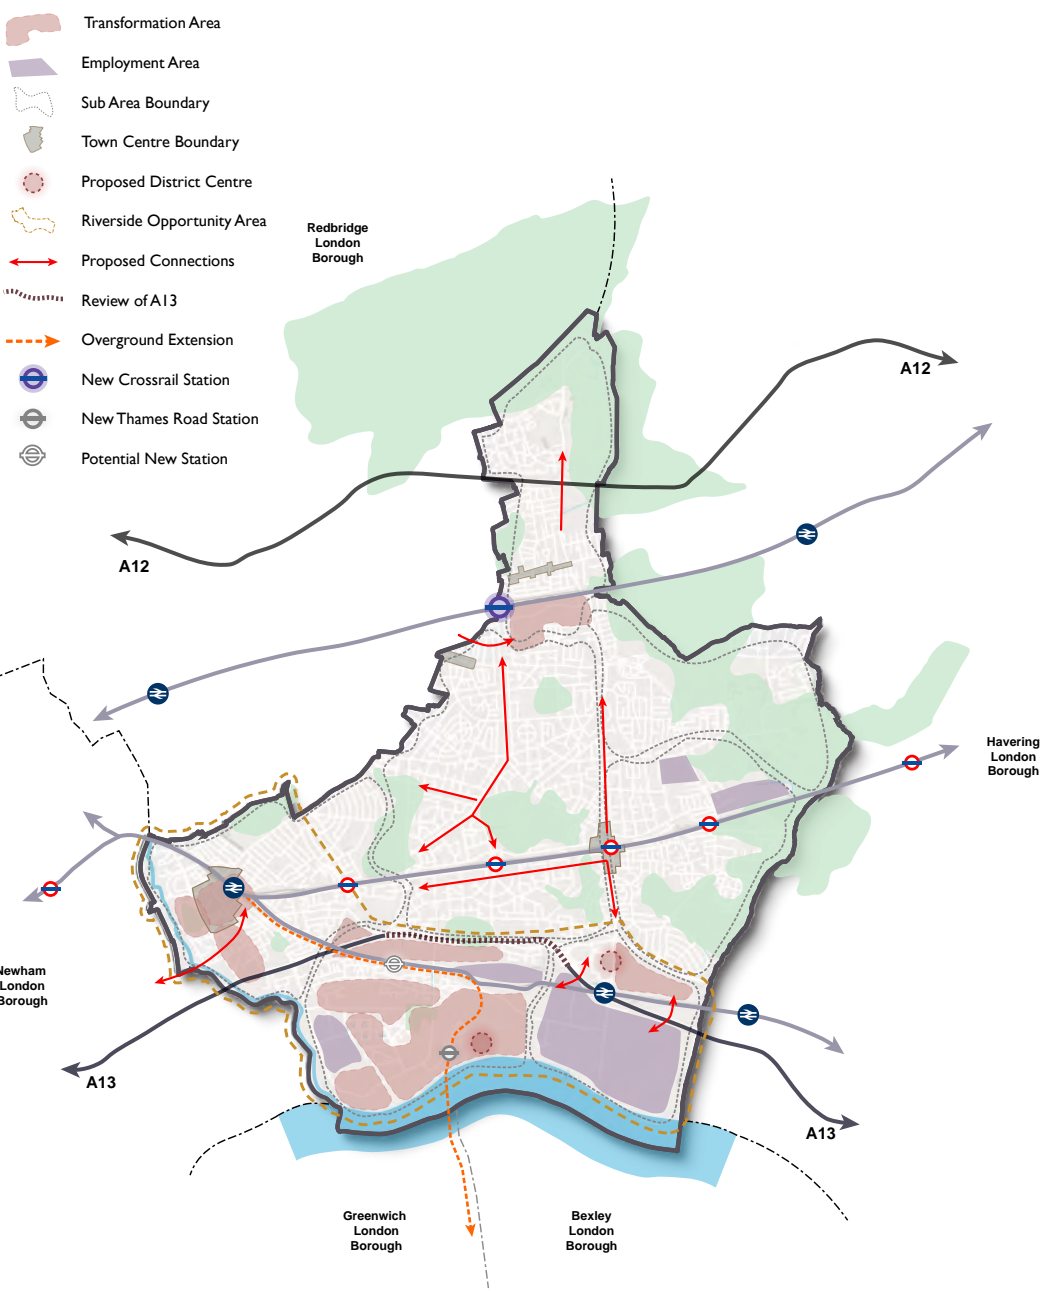 Transformation Area
Employment Area
Sub Area Boundary
Town Centre Boundary
Proposed District Centre
Riverside Opportunity Area
Proposed Connections
Review of A13
Overground Extension
New Crossrail Station
New Thames Road Station
Potential New Station
Redbridge
London
Borough
A12
A12
Havering
London
Borough
Newham
London
Borough
A13
A13
Greenwich
London
Borough
Bexley
London
Borough